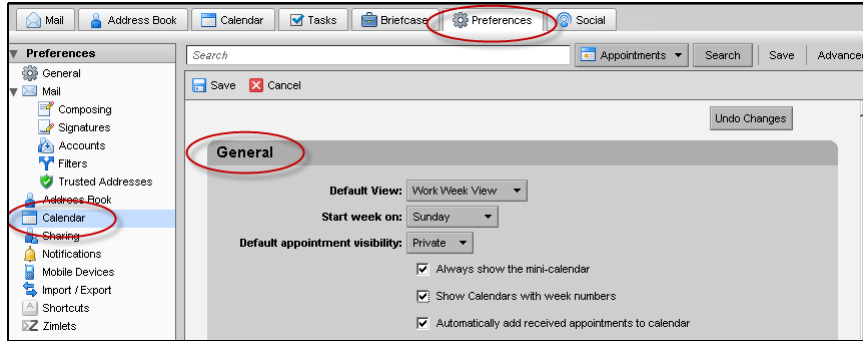 Mail Address Book Calendar Tasks Briefcase Preferences Social
Preferences
General
Mail
Composing
Signatures
Accounts
Filters
Trusted Addresses
Address Book
Calendar
Sharing
Notifications
Mobile Devices
Import / Export
Shortcuts
Zimlets
Search Appointments Search Save Advance
Save Cancel
Undo Changes
General
Default View: Work Week View
Start week on: Sunday
Default appointment visibility: Private
Always show the mini-calendar
Show Calendars with week numbers
Automatically add received appointments to calendar